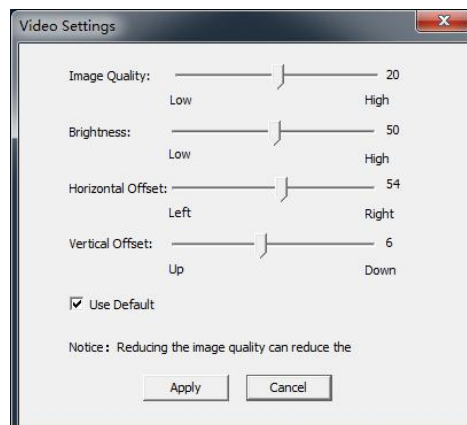 Video Settings
Image Quality: 20
Low High
Brightness: 50
Low High
Horizontal Offset: 54
Left Right
Vertical Offset: 6
Up Down
Use Default
Notice: Reducing the image quality can reduce the
Apply Cancel